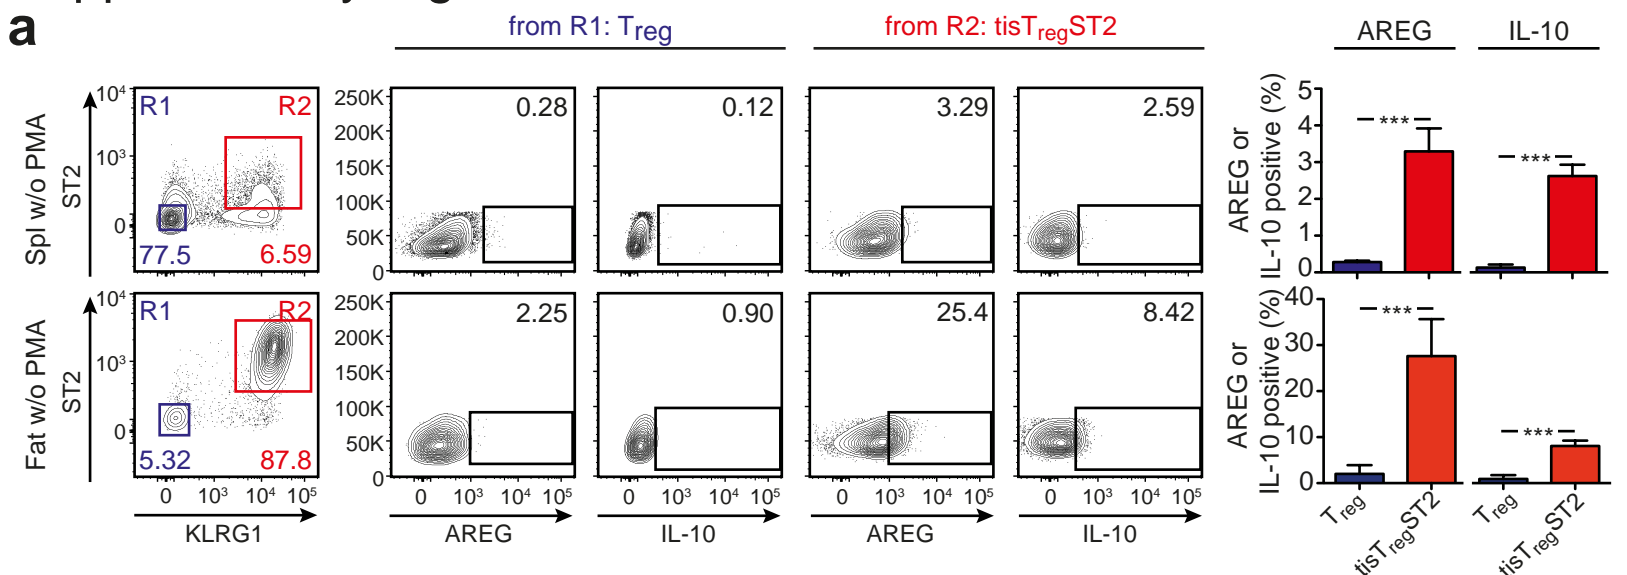 a
from R1: Treg
from R2: tisTregST2
AREG
IL-10
Spl w/o PMA
ST2
10⁴
10³
0
R1
R2
77.5
6.59
250K
200K
150K
100K
50K
0
0.28
0.12
3.29
2.59
AREG or
IL-10 positive (%)
5
4
3
2
1
0
***
***
Fat w/o PMA
ST2
10⁴
10³
0
R1
R2
5.32
87.8
0 10³ 10⁴ 10⁵
KLRG1
250K
200K
150K
100K
50K
0
2.25
0 10³ 10⁴ 10⁵
AREG
0.90
0 10³ 10⁴ 10⁵
IL-10
25.4
0 10³ 10⁴ 10⁵
AREG
8.42
0 10³ 10⁴ 10⁵
IL-10
AREG or
IL-10 positive (%)
40
30
20
10
0
***
***
Treg
tisTregST2
Treg
tisTregST2